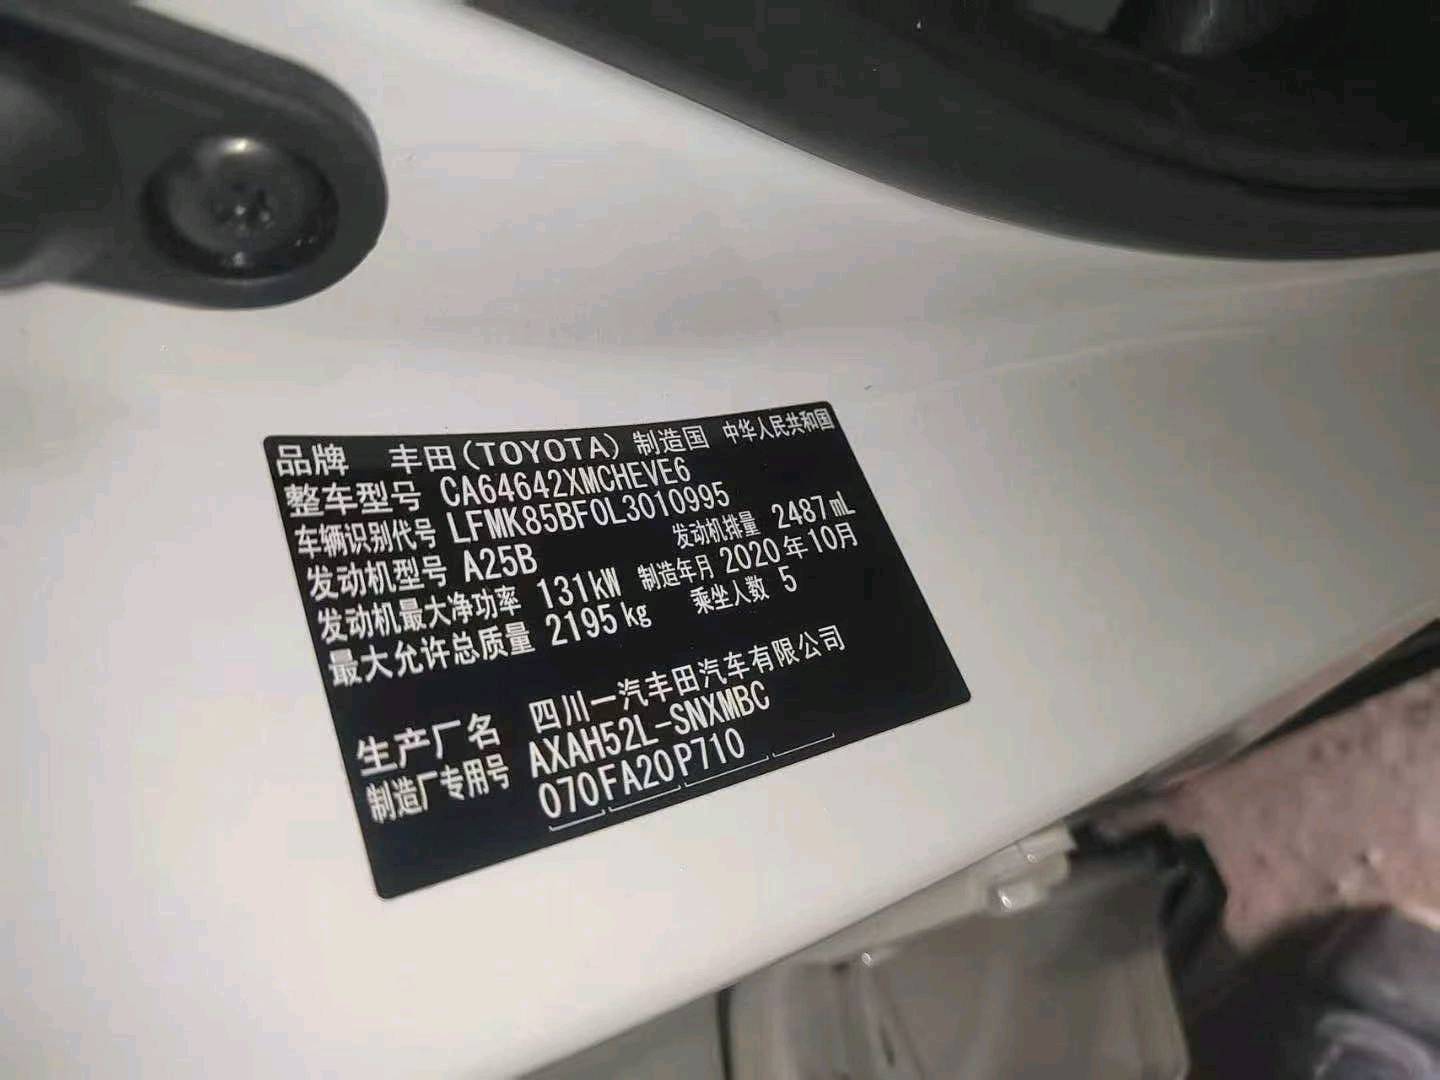 品牌 丰田(TOYOTA) 制造国 中华人民共和国
整车型号 CA64642XMCHEVE6
车辆识别代号 LFMK85BF0L3010995
发动机型号 A25B 发动机排量 2487mL
发动机最大净功率 131kW 制造年月 2020年10月
最大允许总质量 2195kg 乘坐人数 5
生产厂名 四川一汽丰田汽车有限公司
制造厂专用号 AXAH52L-SNXMBC
070FA20P710